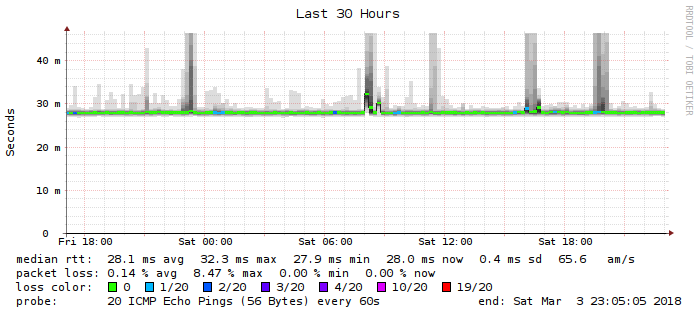 Last 30 Hours
RRDTOOL / TOBI OETIKER
Seconds
40 m
30 m
20 m
10 m
0
Fri 18:00 Sat 00:00 Sat 06:00 Sat 12:00 Sat 18:00
median rtt: 28.1 ms avg 32.3 ms max 27.9 ms min 28.0 ms now 0.4 ms sd 65.6 am/s
packet loss: 0.14 % avg 8.47 % max 0.00 % min 0.00 % now
loss color: 0 1/20 2/20 3/20 4/20 10/20 19/20
probe: 20 ICMP Echo Pings (56 Bytes) every 60s end: Sat Mar 3 23:05:05 2018